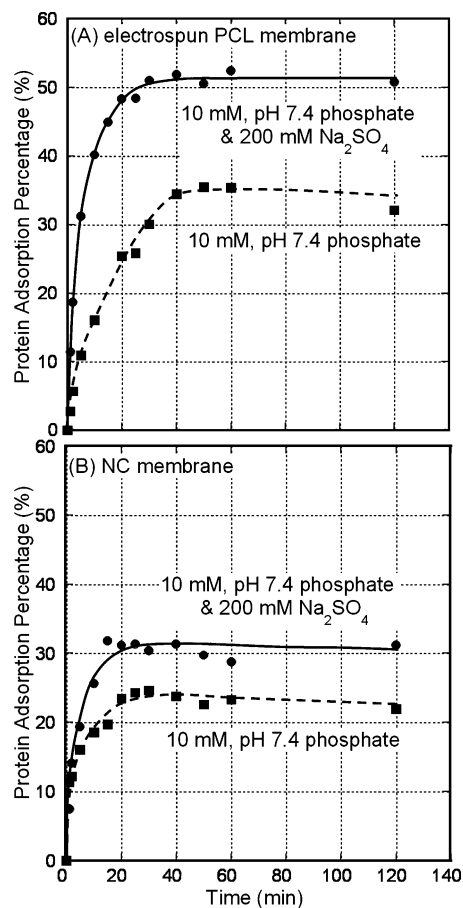 (A) electrospun PCL membrane
60
50
40
30
20
10
0
Protein Adsorption Percentage (%)
10 mM, pH 7.4 phosphate
& 200 mM Na2SO4
10 mM, pH 7.4 phosphate
(B) NC membrane
60
50
40
30
20
10
0
Protein Adsorption Percentage (%)
10 mM, pH 7.4 phosphate
& 200 mM Na2SO4
10 mM, pH 7.4 phosphate
0 20 40 60 80 100 120 140
Time (min)